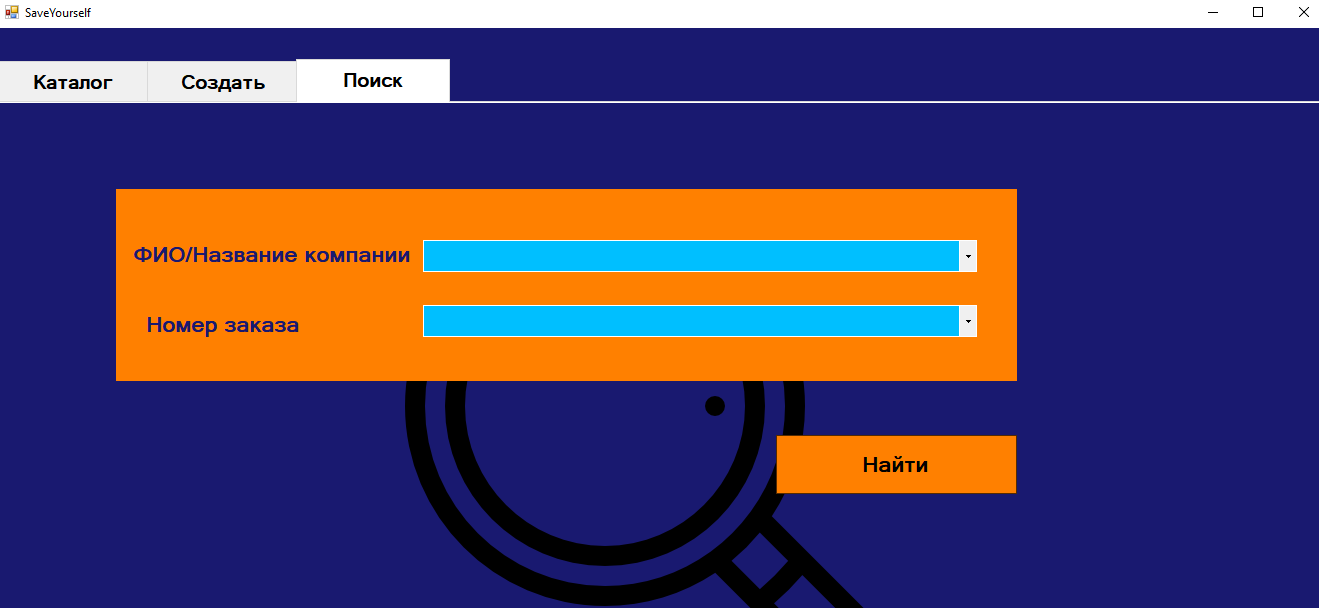 SaveYourself
Каталог Создать Поиск
ФИО/Название компании
Номер заказа
Найти